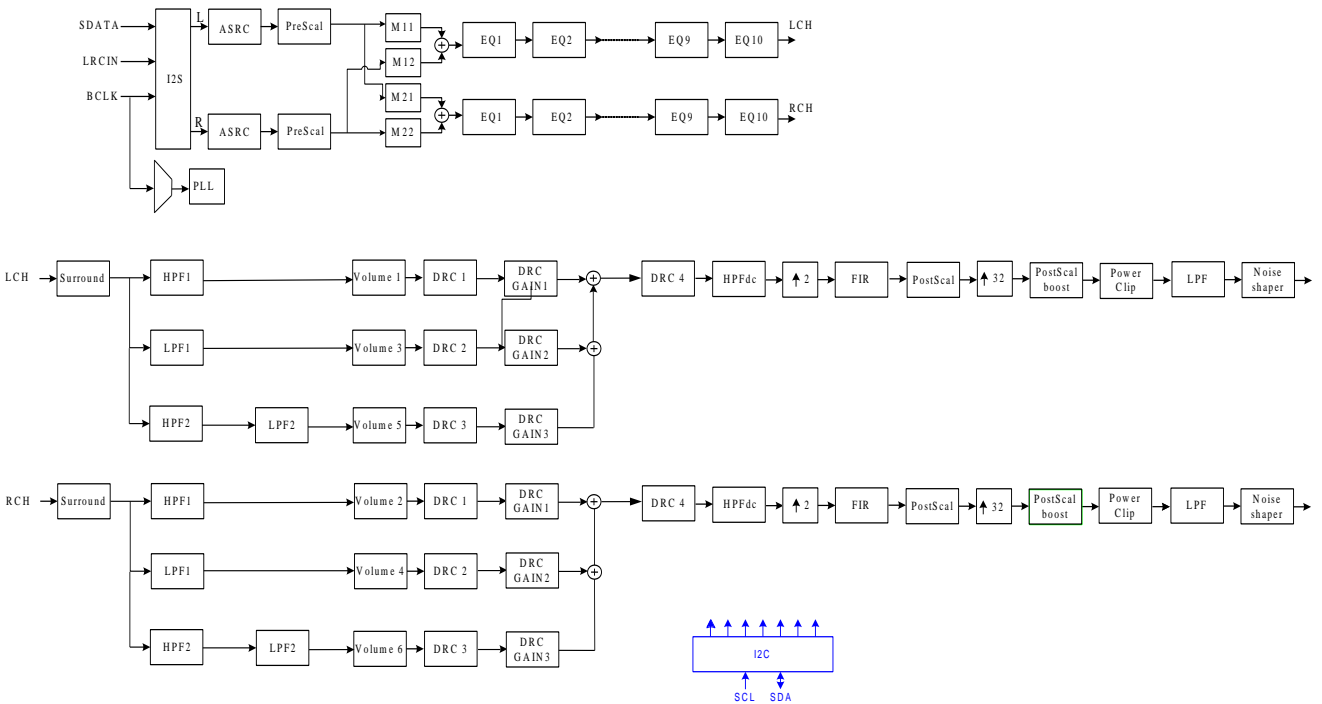 SDATA
LRCIN
BCLK
I2S
L
R
ASRC
PreScal
M11
M12
EQ1
EQ2
EQ9
EQ10
LCH
ASRC
PreScal
M21
M22
EQ1
EQ2
EQ9
EQ10
RCH
PLL
LCH
Surround
HPF1
Volume 1
DRC 1
DRC
GAIN1
DRC 4
HPFdc
2
FIR
PostScal
32
PostScal
boost
Power
Clip
LPF
Noise
shaper
LPF1
Volume 3
DRC 2
DRC
GAIN2
HPF2
LPF2
Volume 5
DRC 3
DRC
GAIN3
RCH
Surround
HPF1
Volume 2
DRC 1
DRC
GAIN1
DRC 4
HPFdc
2
FIR
PostScal
32
PostScal
boost
Power
Clip
LPF
Noise
shaper
LPF1
Volume 4
DRC 2
DRC
GAIN2
HPF2
LPF2
Volume 6
DRC 3
DRC
GAIN3
I2C
SCL
SDA